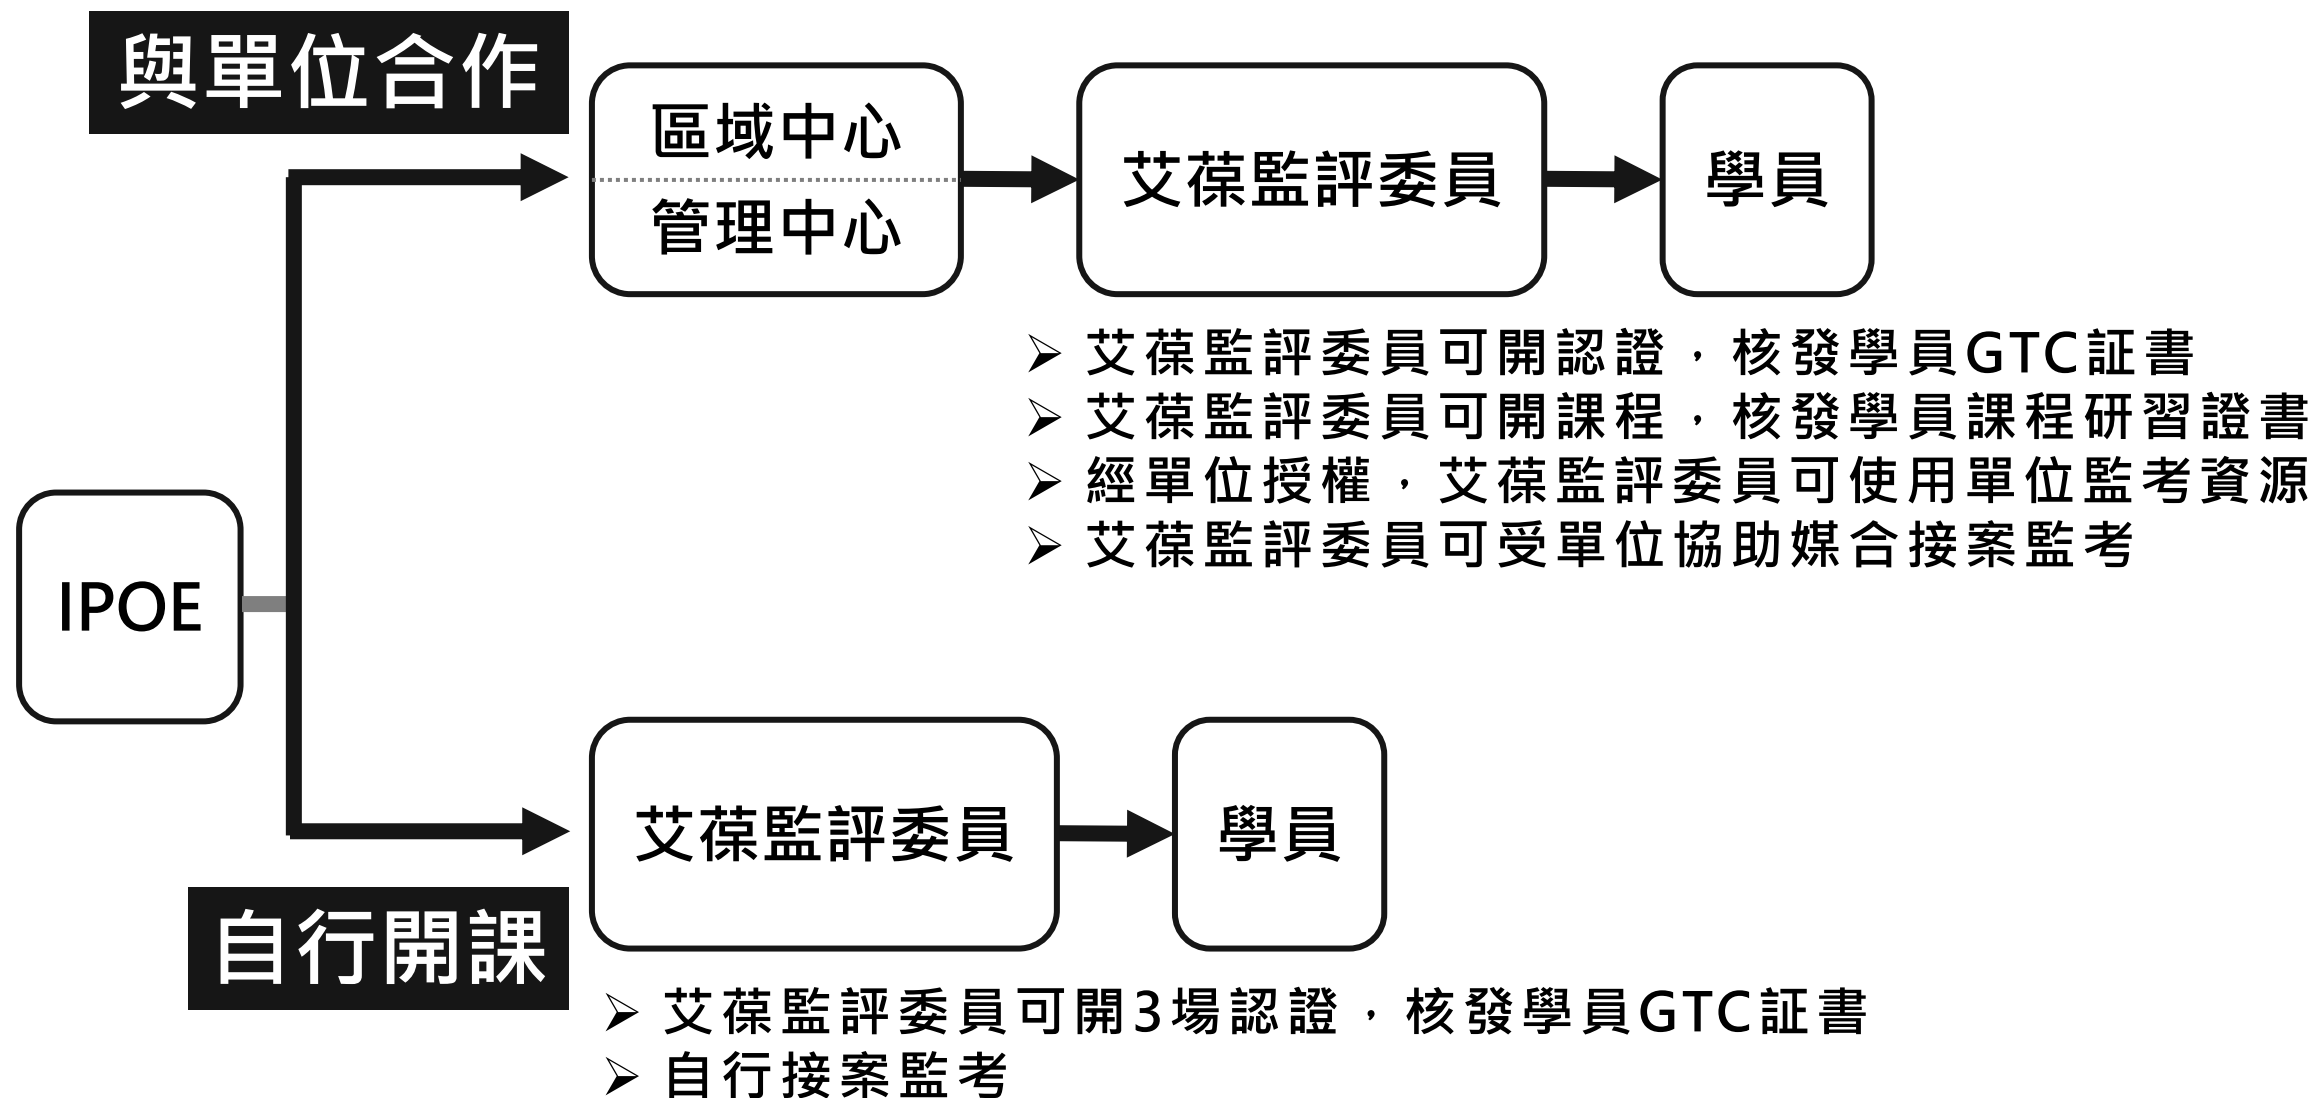 與單位合作
區域中心
管理中心
艾葆監評委員
學員
艾葆監評委員可開認證，核發學員GTC証書
艾葆監評委員可開課程，核發學員課程研習證書
經單位授權，艾葆監評委員可使用單位監考資源
艾葆監評委員可受單位協助媒合接案監考
IPOE
艾葆監評委員
學員
自行開課
艾葆監評委員可開3場認證，核發學員GTC証書
自行接案監考